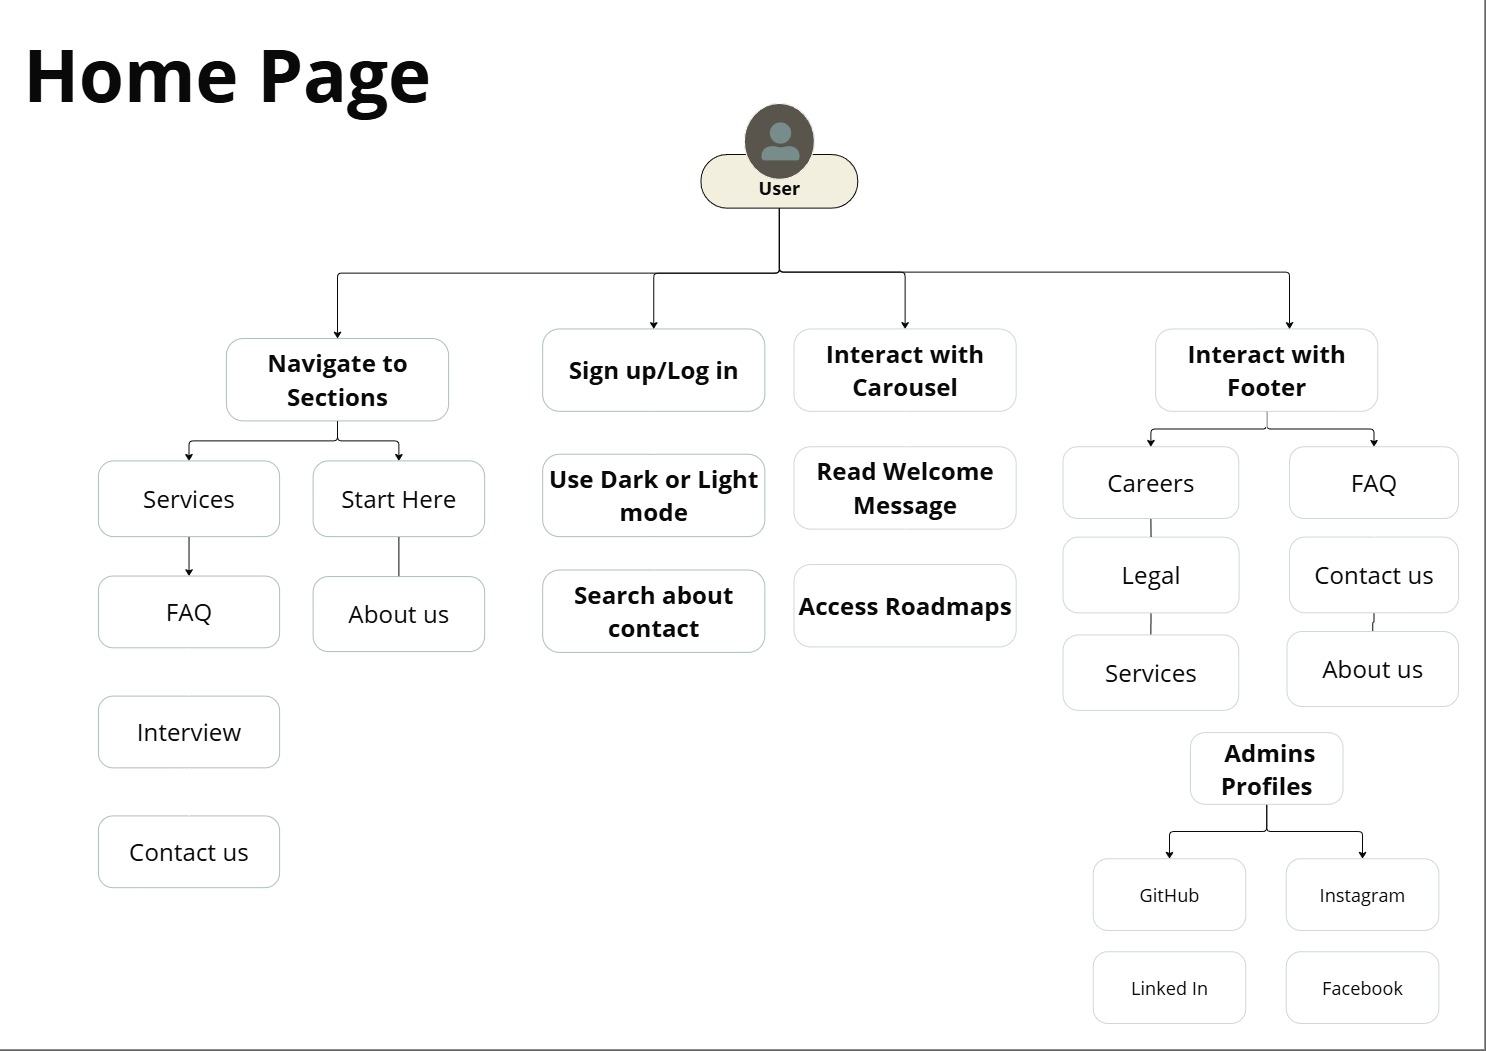 Home Page
User
Navigate to
Sections
Sign up/Log in
Interact with
Carousel
Interact with
Footer
Services
Start Here
Use Dark or Light
mode
Read Welcome
Message
Careers
FAQ
FAQ
About us
Search about
contact
Access Roadmaps
Legal
Contact us
Services
About us
Interview
Admins
Profiles
Contact us
GitHub
Instagram
Linked In
Facebook